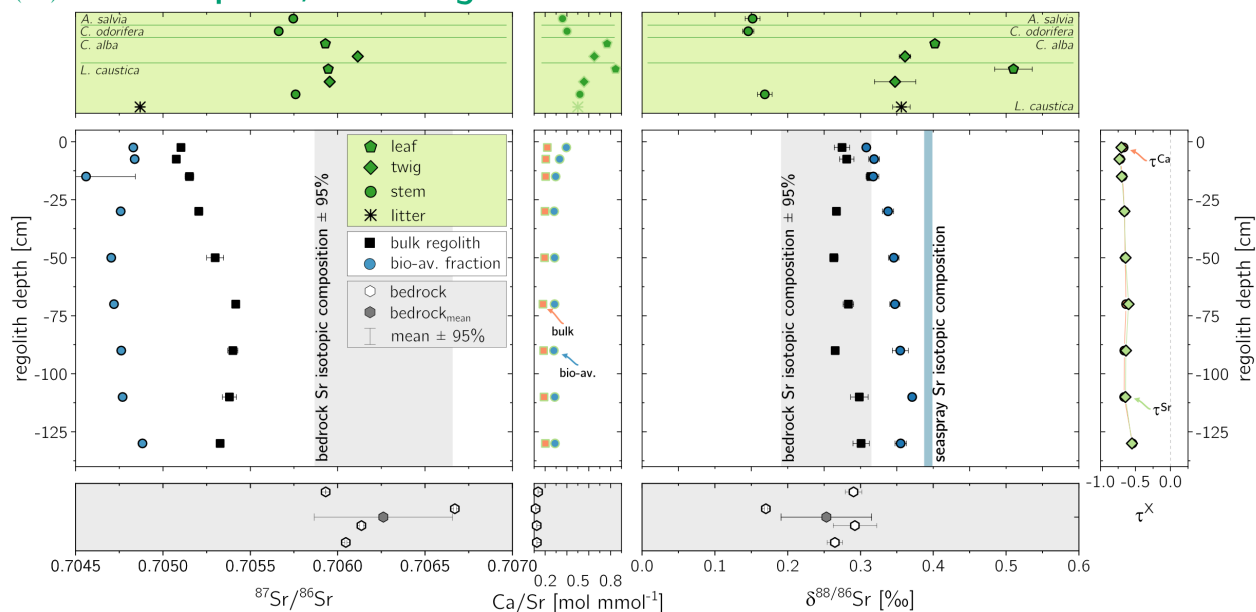 A. salvia
C. odorifera
C. alba
L. caustica
A. salvia
C. odorifera
C. alba
L. caustica
regolith depth [cm]
0
-25
-50
-75
-100
-125
bedrock Sr isotopic composition ± 95%
leaf
twig
stem
litter
bulk regolith
bio-av. fraction
bedrock
bedrock_mean
mean ± 95%
bulk
bio-av.
bedrock Sr isotopic composition ± 95%
seaspray Sr isotopic composition
τ^Ca
τ^Sr
0
-25
-50
-75
-100
-125
regolith depth [cm]
-1.0 -0.5 0.0
τ^X
0.7045 0.705 0.7055 0.706 0.7065 0.707
⁸⁷Sr/⁸⁶Sr
0.2 0.5 0.8
Ca/Sr [mol mmol⁻¹]
0.0 0.1 0.2 0.3 0.4 0.5 0.6
δ⁸⁸/⁸⁶Sr [‰]